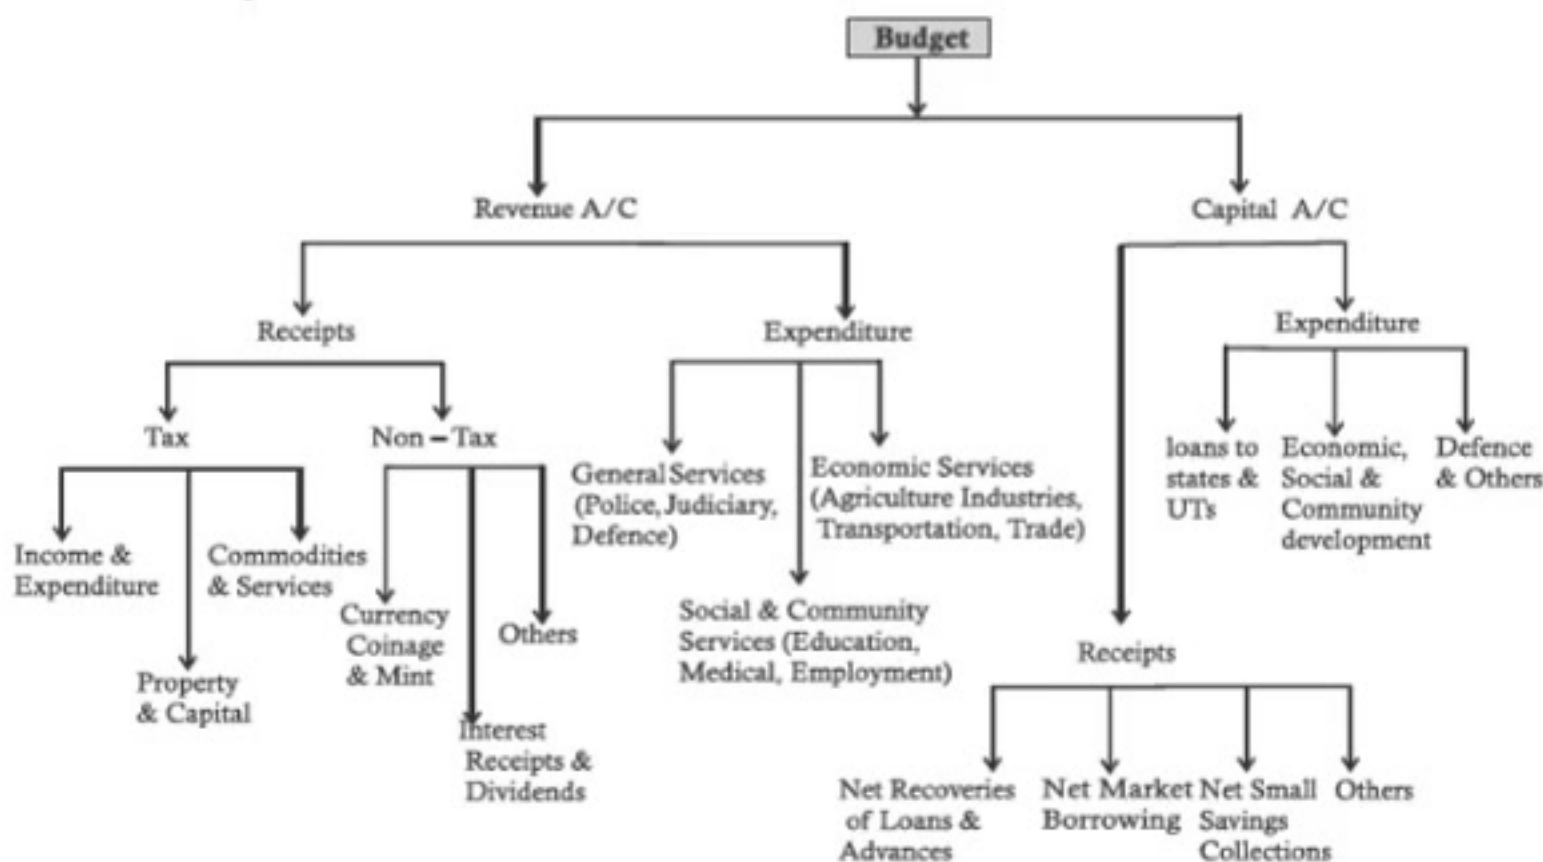 Budget
Revenue A/C
Capital A/C
Receipts
Expenditure
Expenditure
Tax
Non – Tax
General Services
(Police, Judiciary,
Defence)
Economic Services
(Agriculture Industries,
Transportation, Trade)
loans to
states &
UTs
Economic,
Social &
Community
development
Defence
& Others
Income &
Expenditure
Commodities
& Services
Currency
Coinage
& Mint
Others
Social & Community
Services (Education,
Medical, Employment)
Receipts
Property
& Capital
Interest
Receipts &
Dividends
Net Recoveries
of Loans &
Advances
Net Market
Borrowing
Net Small
Savings
Collections
Others